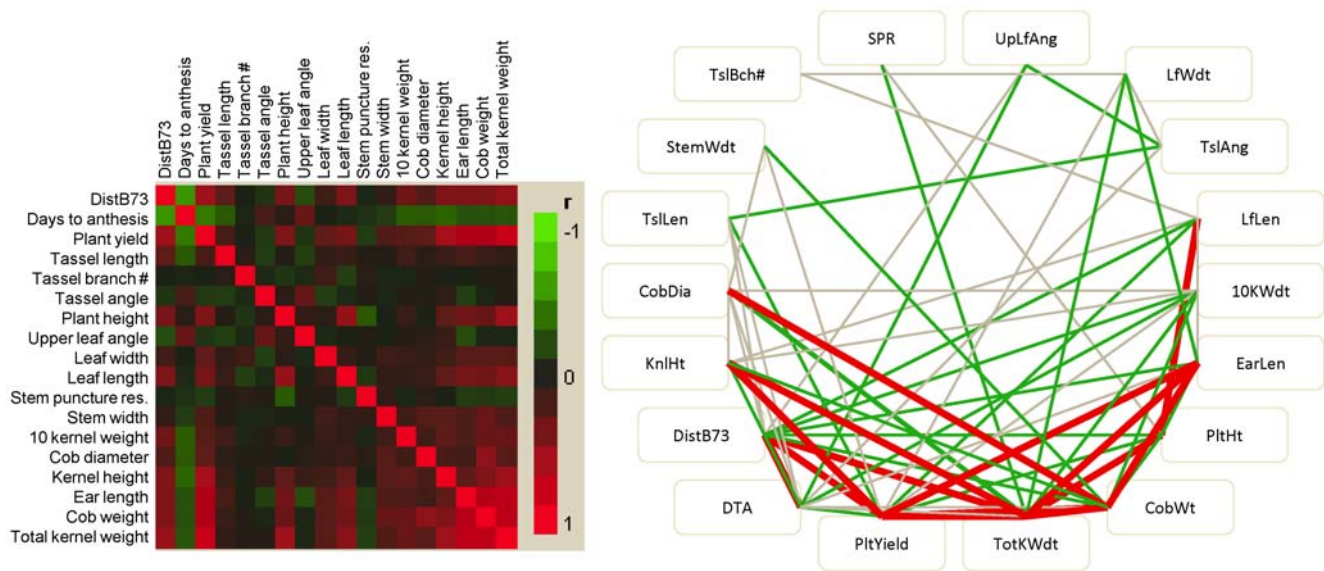 DistB73
Days to anthesis
Plant yield
Tassel length
Tassel branch #
Tassel angle
Plant height
Upper leaf angle
Leaf width
Leaf length
Stem puncture res.
Stem width
10 kernel weight
Cob diameter
Kernel height
Ear length
Cob weight
Total kernel weight
DistB73
Days to anthesis
Plant yield
Tassel length
Tassel branch #
Tassel angle
Plant height
Upper leaf angle
Leaf width
Leaf length
Stem puncture res.
Stem width
10 kernel weight
Cob diameter
Kernel height
Ear length
Cob weight
Total kernel weight
r
-1
0
1
SPR
UpLfAng
TslBch#
LfWdt
StemWdt
TslAng
TslLen
LfLen
CobDia
10KWdt
KnlHt
EarLen
DistB73
PltHt
DTA
CobWt
PltYield
TotKWdt